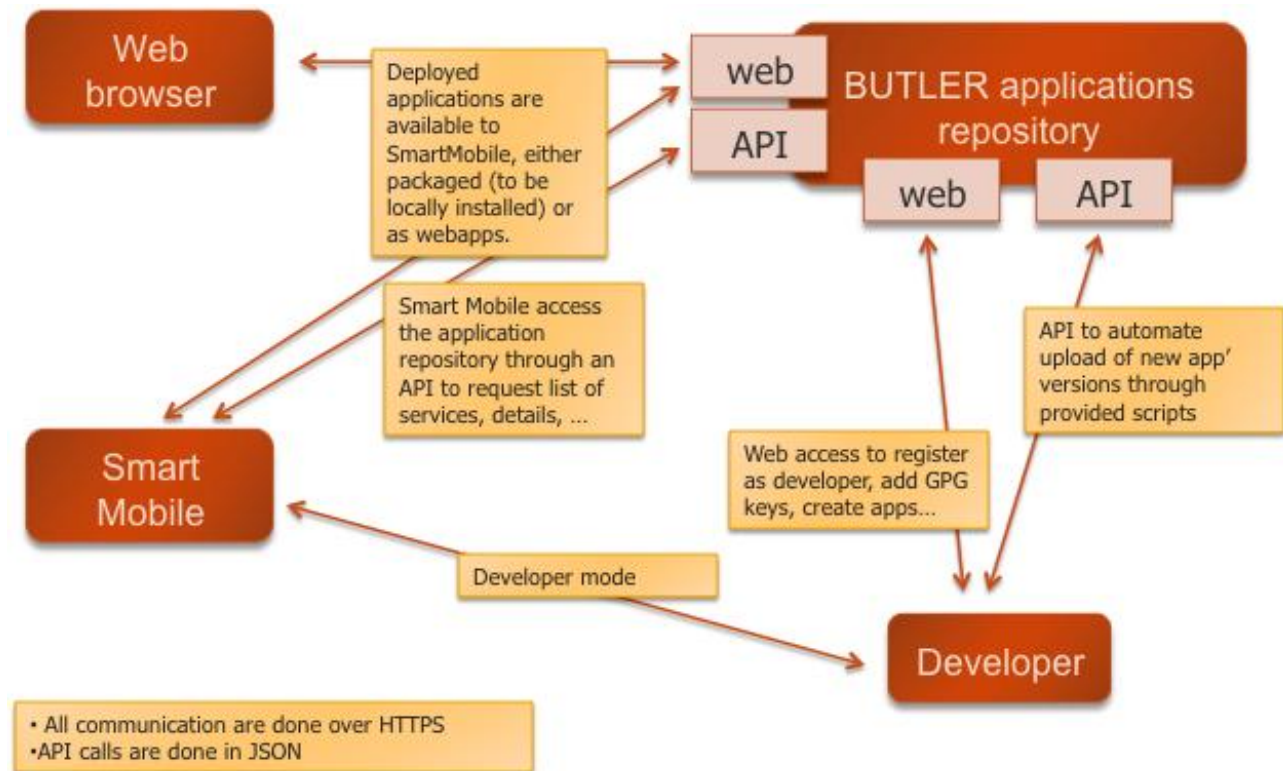 Web
browser
Deployed
applications are
available to
SmartMobile, either
packaged (to be
locally installed) or
as webapps.
web
API
BUTLER applications
repository
web
API
Smart Mobile access
the application
repository through an
API to request list of
services, details, …
API to automate
upload of new app’
versions through
provided scripts
Smart
Mobile
Web access to register
as developer, add GPG
keys, create apps…
Developer mode
Developer
• All communication are done over HTTPS
•API calls are done in JSON